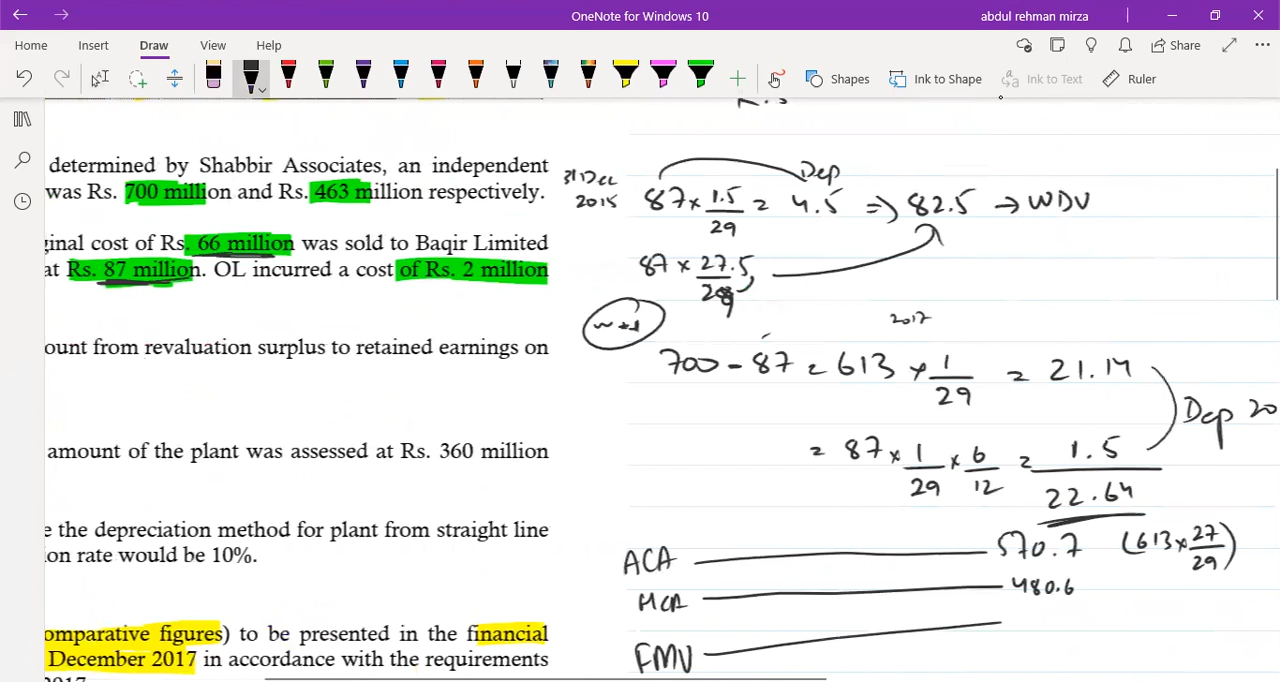 OneNote for Windows 10
abdul rehman mirza
Home Insert Draw View Help
Share
Shapes Ink to Shape Ink to Text Ruler
determined by Shabbir Associates, an independent
was Rs. 700 million and Rs. 463 million respectively.
ginal cost of Rs. 66 million was sold to Baqir Limited
at Rs. 87 million. OL incurred a cost of Rs. 2 million
ount from revaluation surplus to retained earnings on
amount of the plant was assessed at Rs. 360 million
e the depreciation method for plant from straight line
ion rate would be 10%.
omparative figures) to be presented in the financial
December 2017 in accordance with the requirements
31 Dec
2015
Dep
87 × 1.5/29 = 4.5 => 82.5 → WDV
87 × 27.5/29
2017
700 - 87 = 613 × 1/29 = 21.14
Dep 20
= 87 × 1/29 × 6/12 = 1.5
22.64
ACA 570.7 (613 × 27/29)
MCA 480.6
FMV